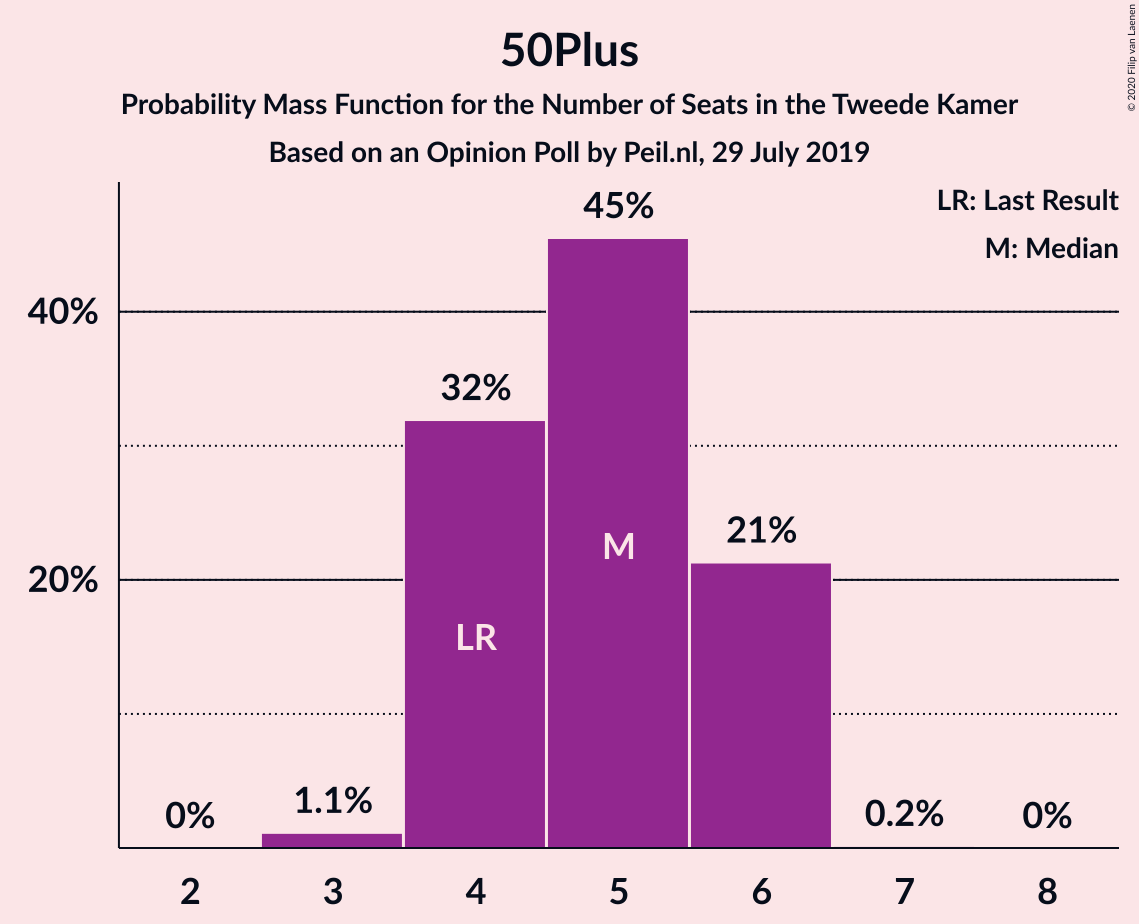 50Plus
Probability Mass Function for the Number of Seats in the Tweede Kamer
Based on an Opinion Poll by Peil.nl, 29 July 2019
© 2020 Filip van Laenen
LR: Last Result
M: Median
40%
20%
0%
1.1%
32%
45%
21%
0.2%
0%
LR
M
2 3 4 5 6 7 8